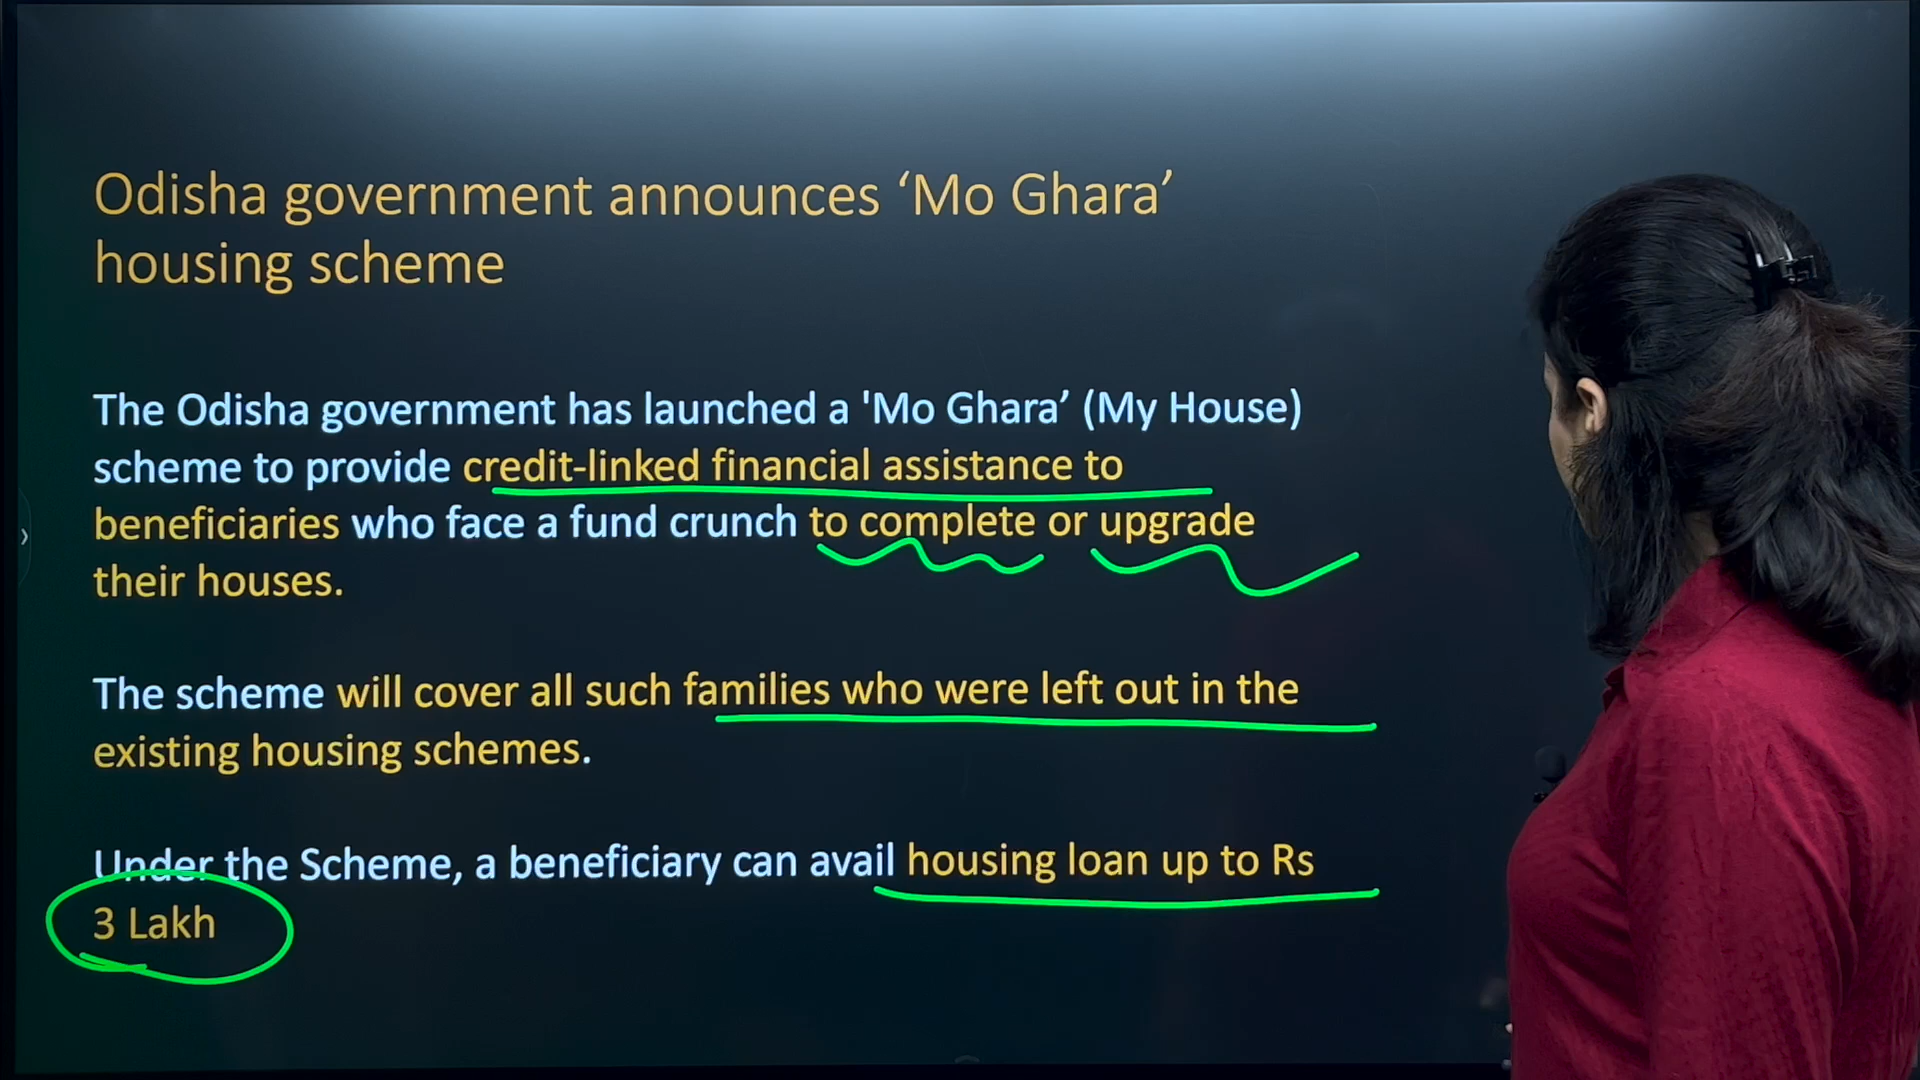 Odisha government announces ‘Mo Ghara’
housing scheme
The Odisha government has launched a 'Mo Ghara’ (My House)
scheme to provide credit-linked financial assistance to
beneficiaries who face a fund crunch to complete or upgrade
their houses.
The scheme will cover all such families who were left out in the
existing housing schemes.
Under the Scheme, a beneficiary can avail housing loan up to Rs
3 Lakh